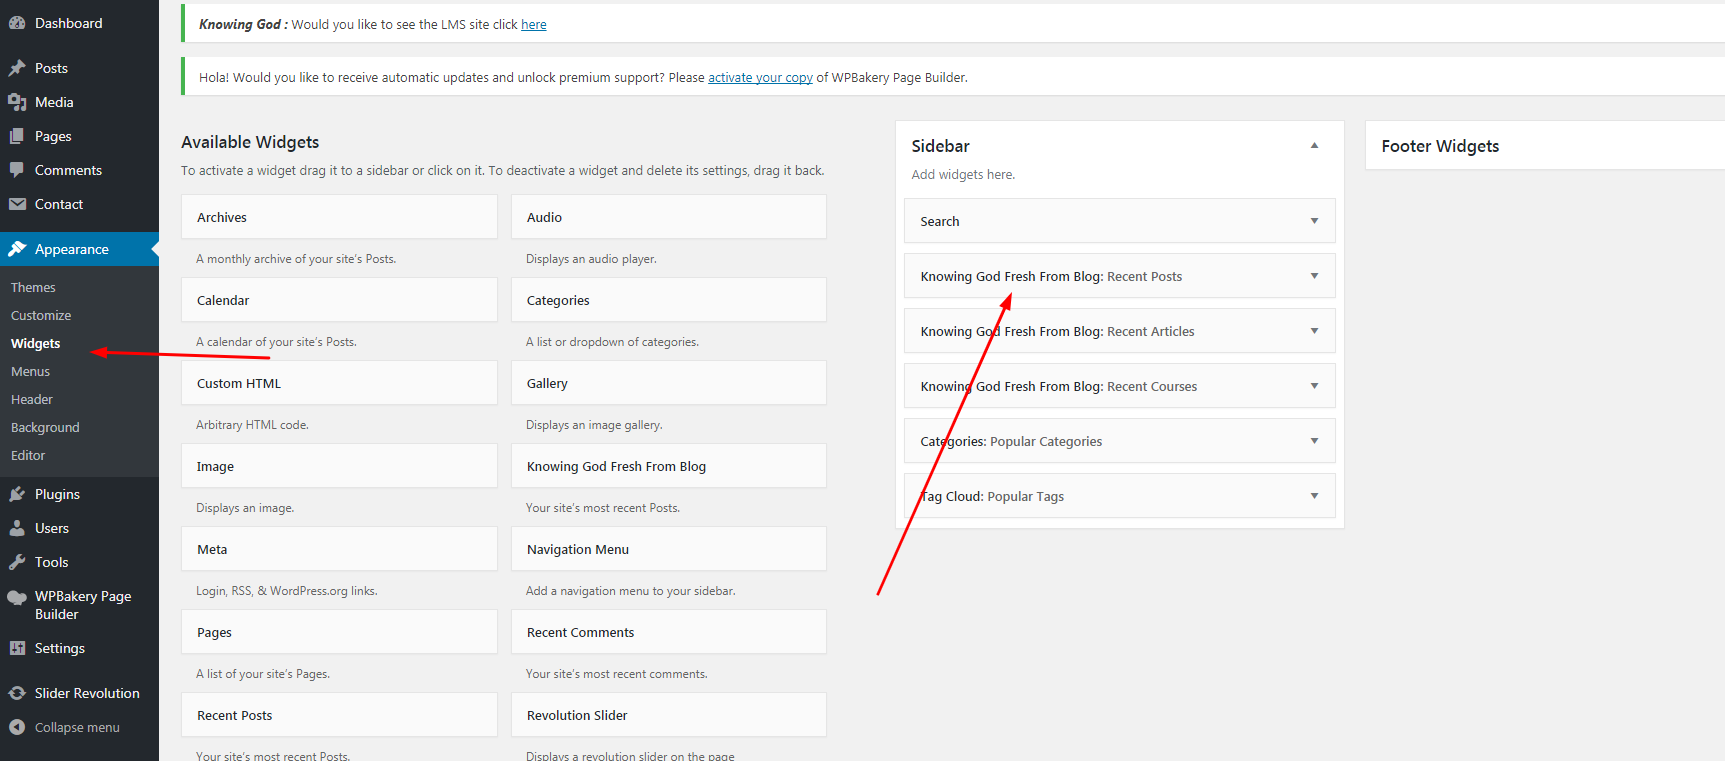 Dashboard
Posts
Media
Pages
Comments
Contact
Appearance
Themes
Customize
Widgets
Menus
Header
Background
Editor
Plugins
Users
Tools
WPBakery Page
Builder
Settings
Slider Revolution
Collapse menu
Knowing God : Would you like to see the LMS site click here
Hola! Would you like to receive automatic updates and unlock premium support? Please activate your copy of WPBakery Page Builder.
Available Widgets
To activate a widget drag it to a sidebar or click on it. To deactivate a widget and delete its settings, drag it back.
Archives
A monthly archive of your site's Posts.
Audio
Displays an audio player.
Calendar
A calendar of your site's Posts.
Categories
A list or dropdown of categories.
Custom HTML
Arbitrary HTML code.
Gallery
Displays an image gallery.
Image
Displays an image.
Knowing God Fresh From Blog
Your site's most recent Posts.
Meta
Login, RSS, & WordPress.org links.
Navigation Menu
Add a navigation menu to your sidebar.
Pages
A list of your site's Pages.
Recent Comments
Your site's most recent comments.
Recent Posts
Your site's most recent Posts.
Revolution Slider
Displays a revolution slider on the page
Sidebar
Add widgets here.
Search
Knowing God Fresh From Blog: Recent Posts
Knowing God Fresh From Blog: Recent Articles
Knowing God Fresh From Blog: Recent Courses
Categories: Popular Categories
Tag Cloud: Popular Tags
Footer Widgets